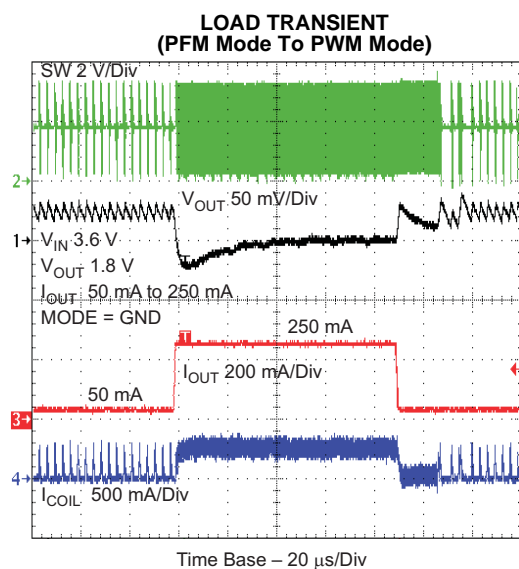 LOAD TRANSIENT
(PFM Mode To PWM Mode)
SW 2 V/Div
2
VOUT 50 mV/Div
1
VIN 3.6 V
VOUT 1.8 V
IOUT 50 mA to 250 mA
MODE = GND
T
250 mA
IOUT 200 mA/Div
50 mA
3
4
ICOIL 500 mA/Div
Time Base – 20 μs/Div